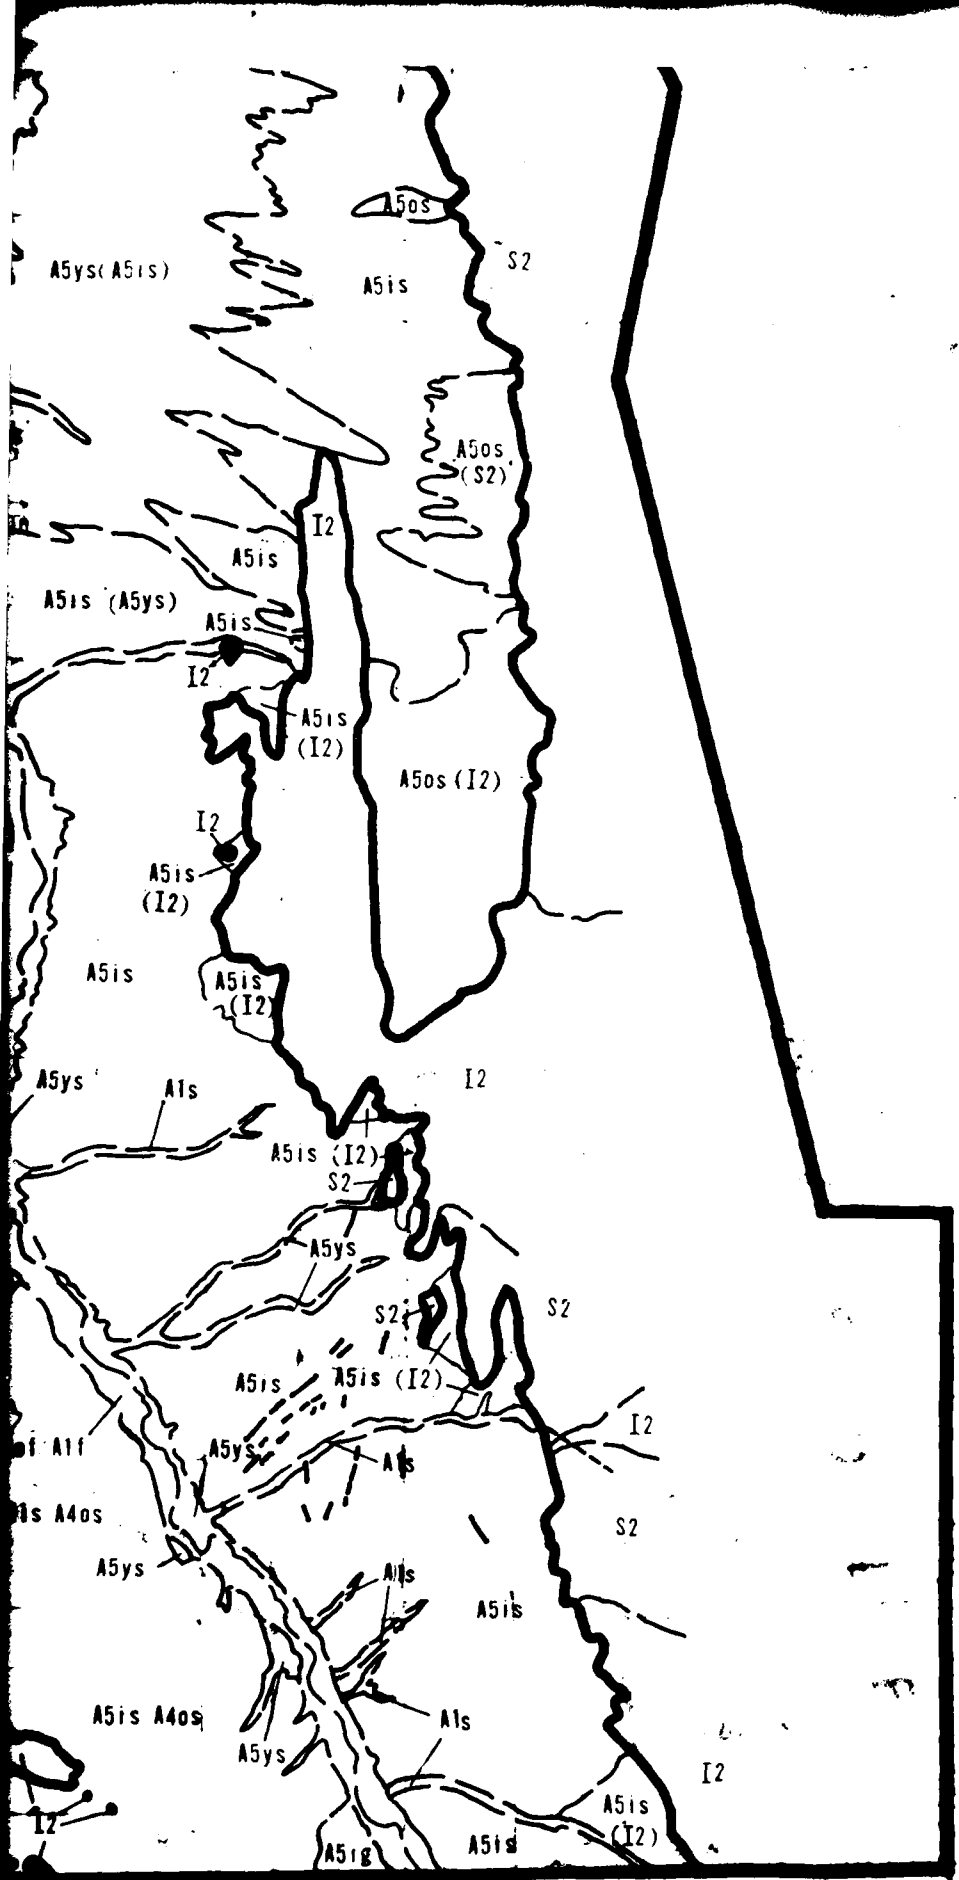 A5os
S2
A5ys(A5is)
A5is
A5os
(S2)
I2
A5is
A5is (A5ys)
A5is
I2
A5is
(I2)
A5os (I2)
I2
A5is
(I2)
A5is
A5is
(I2)
I2
A5ys
A1s
A5is (I2)
S2
A5ys
S2
S2
A5is
A5is (I2)
I2
f A1f
A5ys
A1s
A4os
S2
A5ys
A1s
A5is
A5is A4os
A1s
A5ys
I2
A5is
(I2)
I2
A5ig
A5is